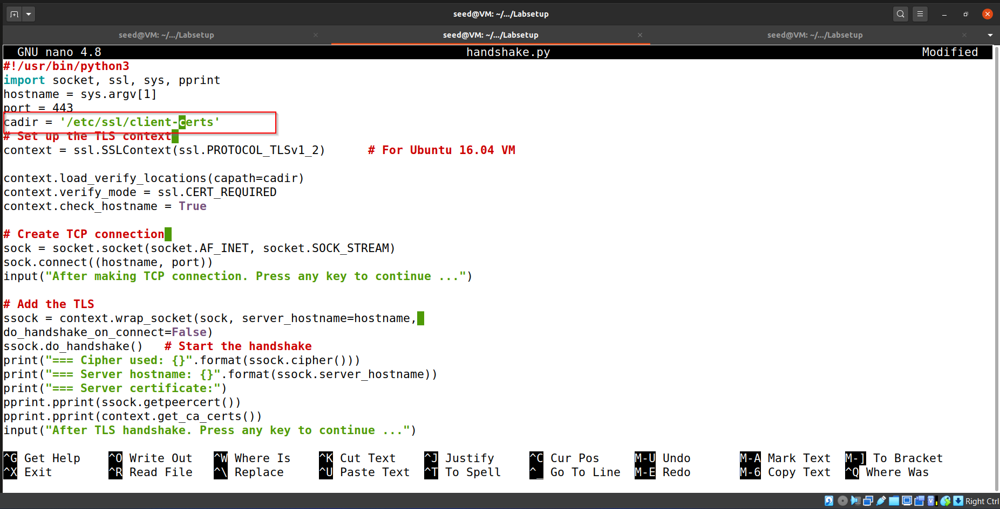 seed@VM: ~/.../Labsetup
seed@VM: ~/.../Labsetup seed@VM: ~/.../Labsetup seed@VM: ~/.../Labsetup
GNU nano 4.8 handshake.py Modified
#!/usr/bin/python3
import socket, ssl, sys, pprint
hostname = sys.argv[1]
port = 443
cadir = '/etc/ssl/client-certs'
# Set up the TLS context
context = ssl.SSLContext(ssl.PROTOCOL_TLSv1_2)      # For Ubuntu 16.04 VM
context.load_verify_locations(capath=cadir)
context.verify_mode = ssl.CERT_REQUIRED
context.check_hostname = True
# Create TCP connection
sock = socket.socket(socket.AF_INET, socket.SOCK_STREAM)
sock.connect((hostname, port))
input("After making TCP connection. Press any key to continue ...")
# Add the TLS
ssock = context.wrap_socket(sock, server_hostname=hostname,
do_handshake_on_connect=False)
ssock.do_handshake()   # Start the handshake
print("=== Cipher used: {}".format(ssock.cipher()))
print("=== Server hostname: {}".format(ssock.server_hostname))
print("=== Server certificate:")
pprint.pprint(ssock.getpeercert())
pprint.pprint(context.get_ca_certs())
input("After TLS handshake. Press any key to continue ...")
^G Get Help ^O Write Out ^W Where Is ^K Cut Text ^J Justify ^C Cur Pos M-U Undo M-A Mark Text M-] To Bracket
^X Exit ^R Read File ^\ Replace ^U Paste Text ^T To Spell ^_ Go To Line M-E Redo M-6 Copy Text ^Q Where Was
Right Ctrl